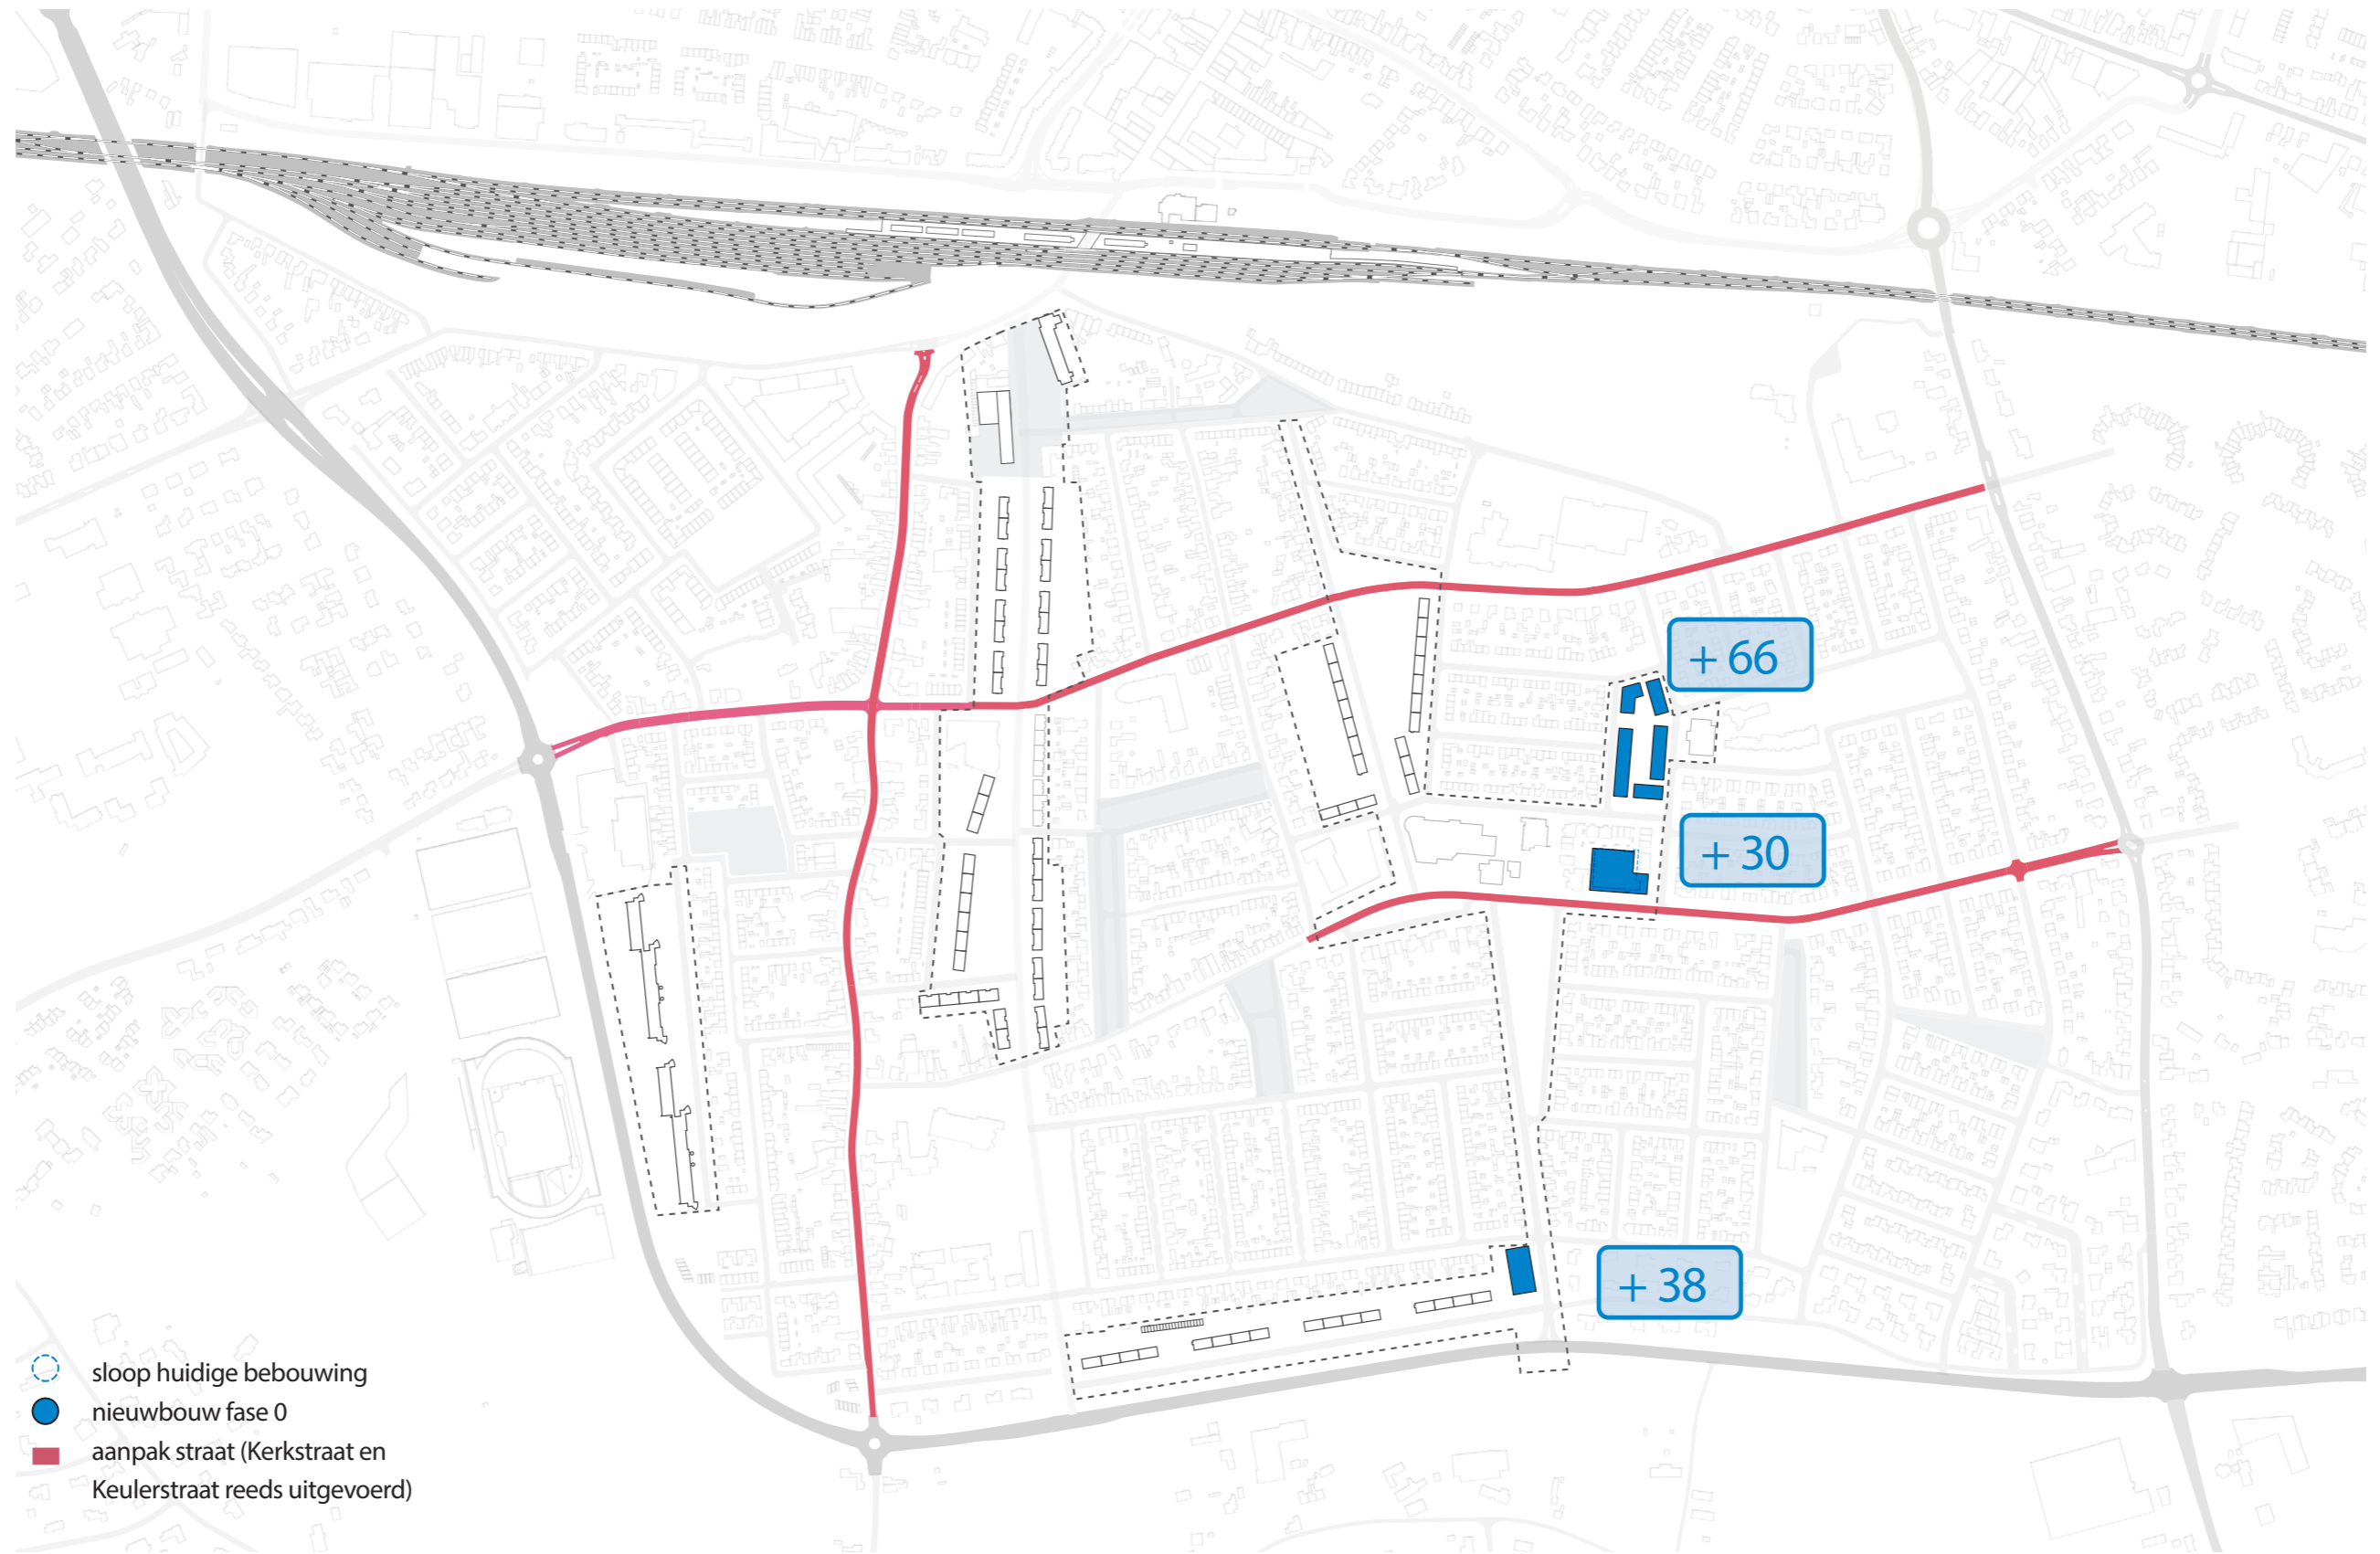 + 66
+ 30
+ 38
sloop huidige bebouwing
nieuwbouw fase 0
aanpak straat (Kerkstraat en
Keulerstraat reeds uitgevoerd)